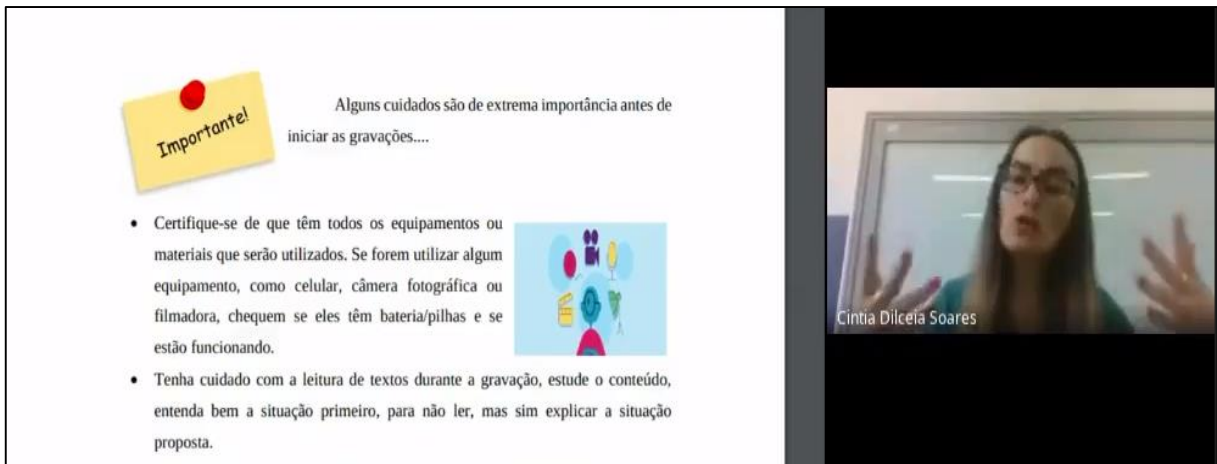 Importante!
Alguns cuidados são de extrema importância antes de
iniciar as gravações....
• Certifique-se de que têm todos os equipamentos ou
materiais que serão utilizados. Se forem utilizar algum
equipamento, como celular, câmera fotográfica ou
filmadora, chequem se eles têm bateria/pilhas e se
estão funcionando.
• Tenha cuidado com a leitura de textos durante a gravação, estude o conteúdo,
entenda bem a situação primeiro, para não ler, mas sim explicar a situação
proposta.
Cintia Dilceia Soares